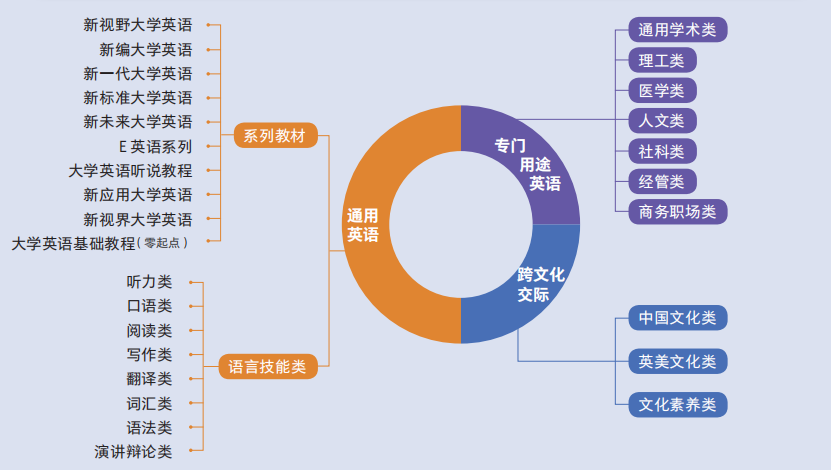 新视野大学英语
新编大学英语
新一代大学英语
新标准大学英语
新未来大学英语
E 英语系列
大学英语听说教程
新应用大学英语
新视界大学英语
大学英语基础教程(零起点)
系列教材
听力类
口语类
阅读类
写作类
翻译类
词汇类
语法类
演讲辩论类
语言技能类
通用
英语
专门
用途
英语
跨文化
交际
通用学术类
理工类
医学类
人文类
社科类
经管类
商务职场类
中国文化类
英美文化类
文化素养类